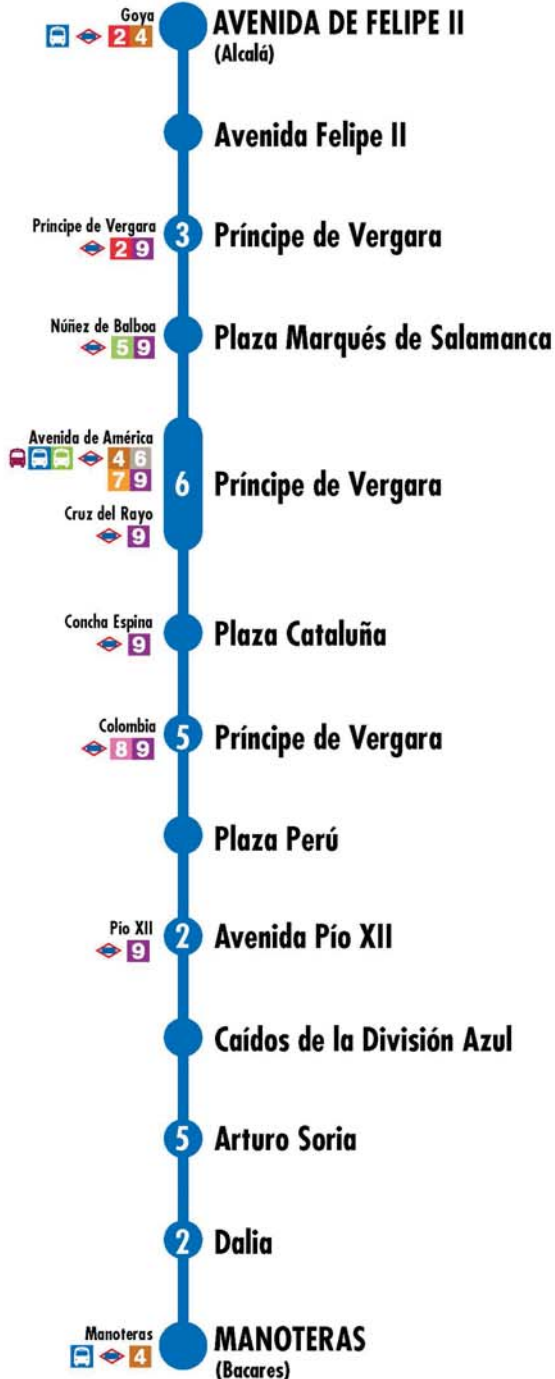 Goya
2 4
AVENIDA DE FELIPE II
(Alcalá)
Avenida Felipe II
Príncipe de Vergara
2 9
3
Príncipe de Vergara
Núñez de Balboa
5 9
Plaza Marqués de Salamanca
Avenida de América
4 6
7 9
Cruz del Rayo
9
6
Príncipe de Vergara
Concha Espina
9
Plaza Cataluña
Colombia
8 9
5
Príncipe de Vergara
Plaza Perú
Pío XII
9
2
Avenida Pío XII
Caídos de la División Azul
5
Arturo Soria
2
Dalia
Manoteras
4
MANOTERAS
(Bacares)